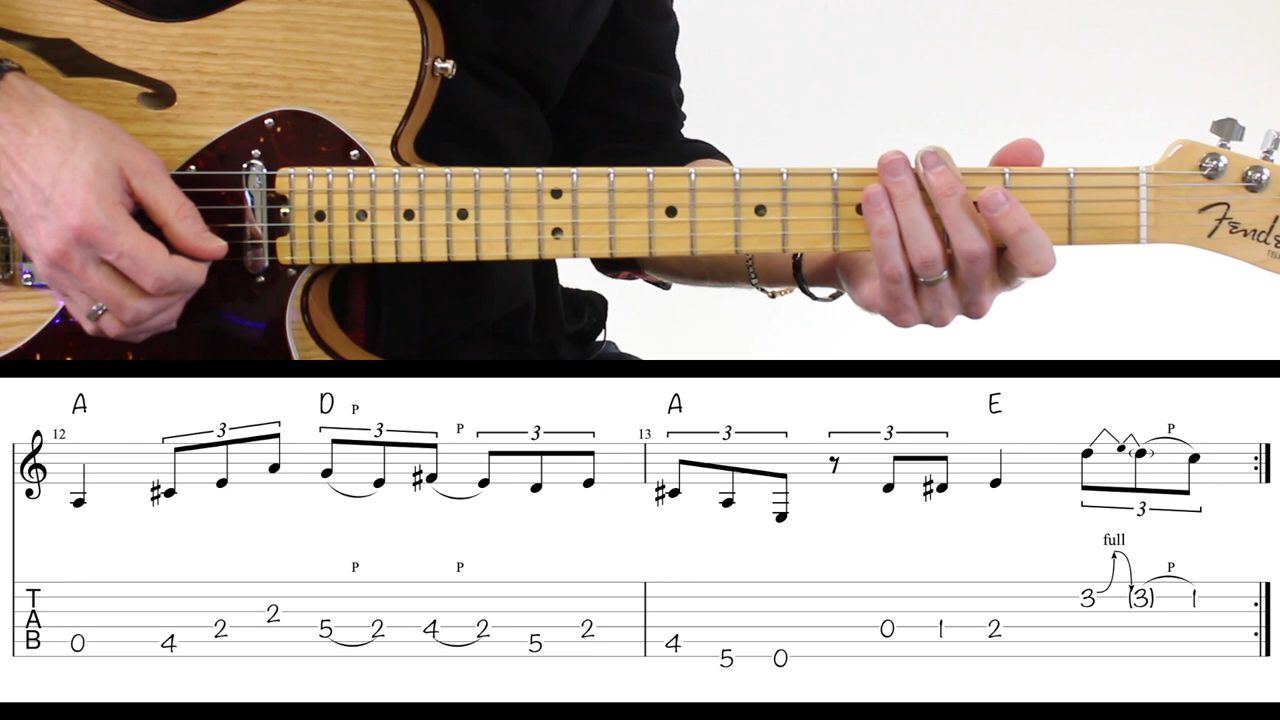 Fende
A D P A E
12 3 3 P 3 13 3 3 P
3
full
P P P
3 (3) 1
2
2 5 2 4 2 2 0 1 2
0 4 5 4
5 0
T
A
B